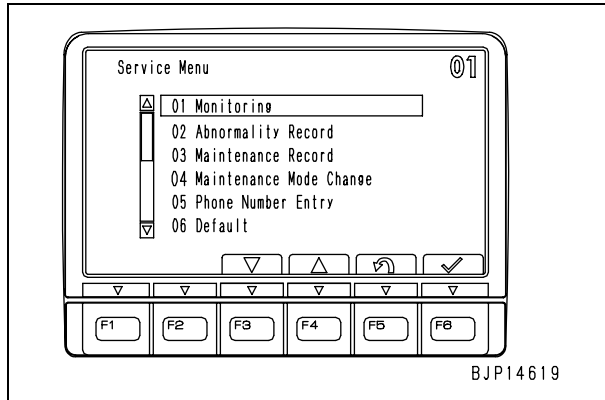 Service Menu 01
01 Monitoring
02 Abnormality Record
03 Maintenance Record
04 Maintenance Mode Change
05 Phone Number Entry
06 Default
F1 F2 F3 F4 F5 F6
BJP14619